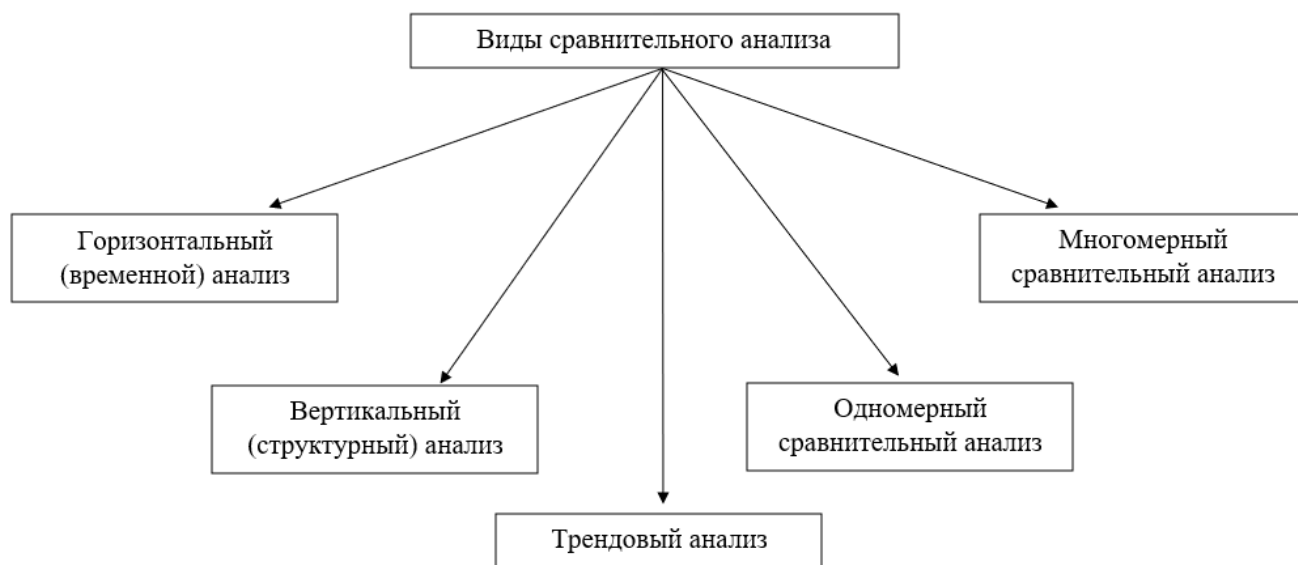 Виды сравнительного анализа
Горизонтальный
(временной) анализ
Многомерный
сравнительный анализ
Вертикальный
(структурный) анализ
Одномерный
сравнительный анализ
Трендовый анализ